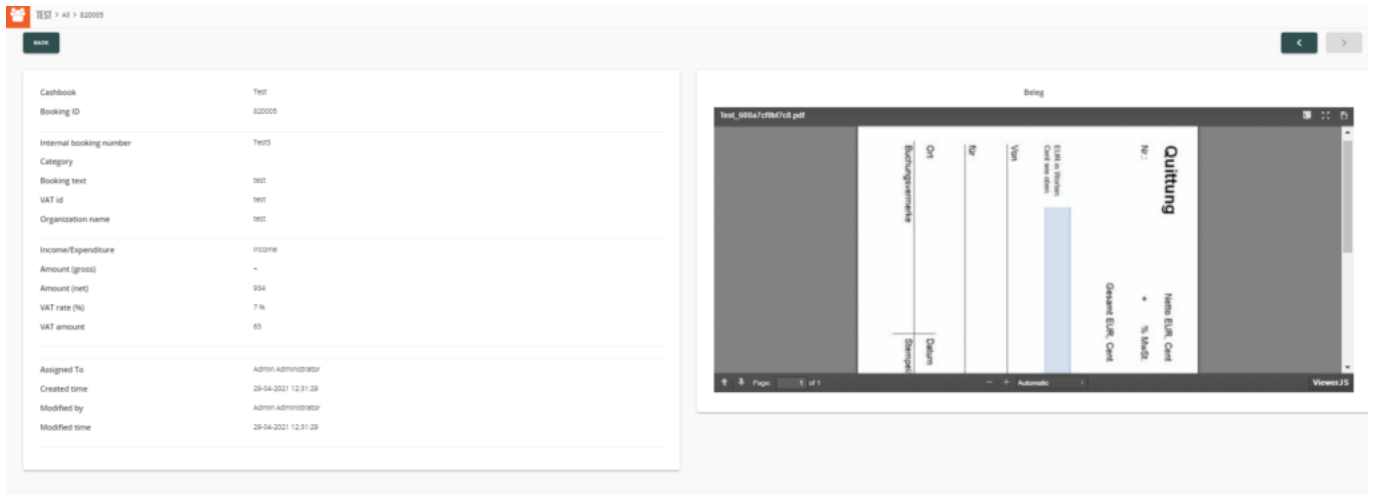 TEST > All > 620005
BACK
Cashbook Test
Booking ID 620005
Internal booking number Test5
Category
Booking text test
VAT id test
Organization name test
Income/Expenditure Income
Amount (gross) -
Amount (net) 934
VAT rate (%) 7 %
VAT amount 65
Assigned To Admin Administrator
Created time 29-04-2021 12:31:29
Modified by Admin Administrator
Modified time 29-04-2021 12:31:29
Beleg
Quittung
Netto EUR, Cent
Nr.:
+ % MwSt.
Gesamt EUR, Cent
EUR in Worten
Cent wie oben
Von
für
Ort
Datum
Buchungsvermerke
Stempel
Page: 1 of 1
- + Automatic
ViewerJS